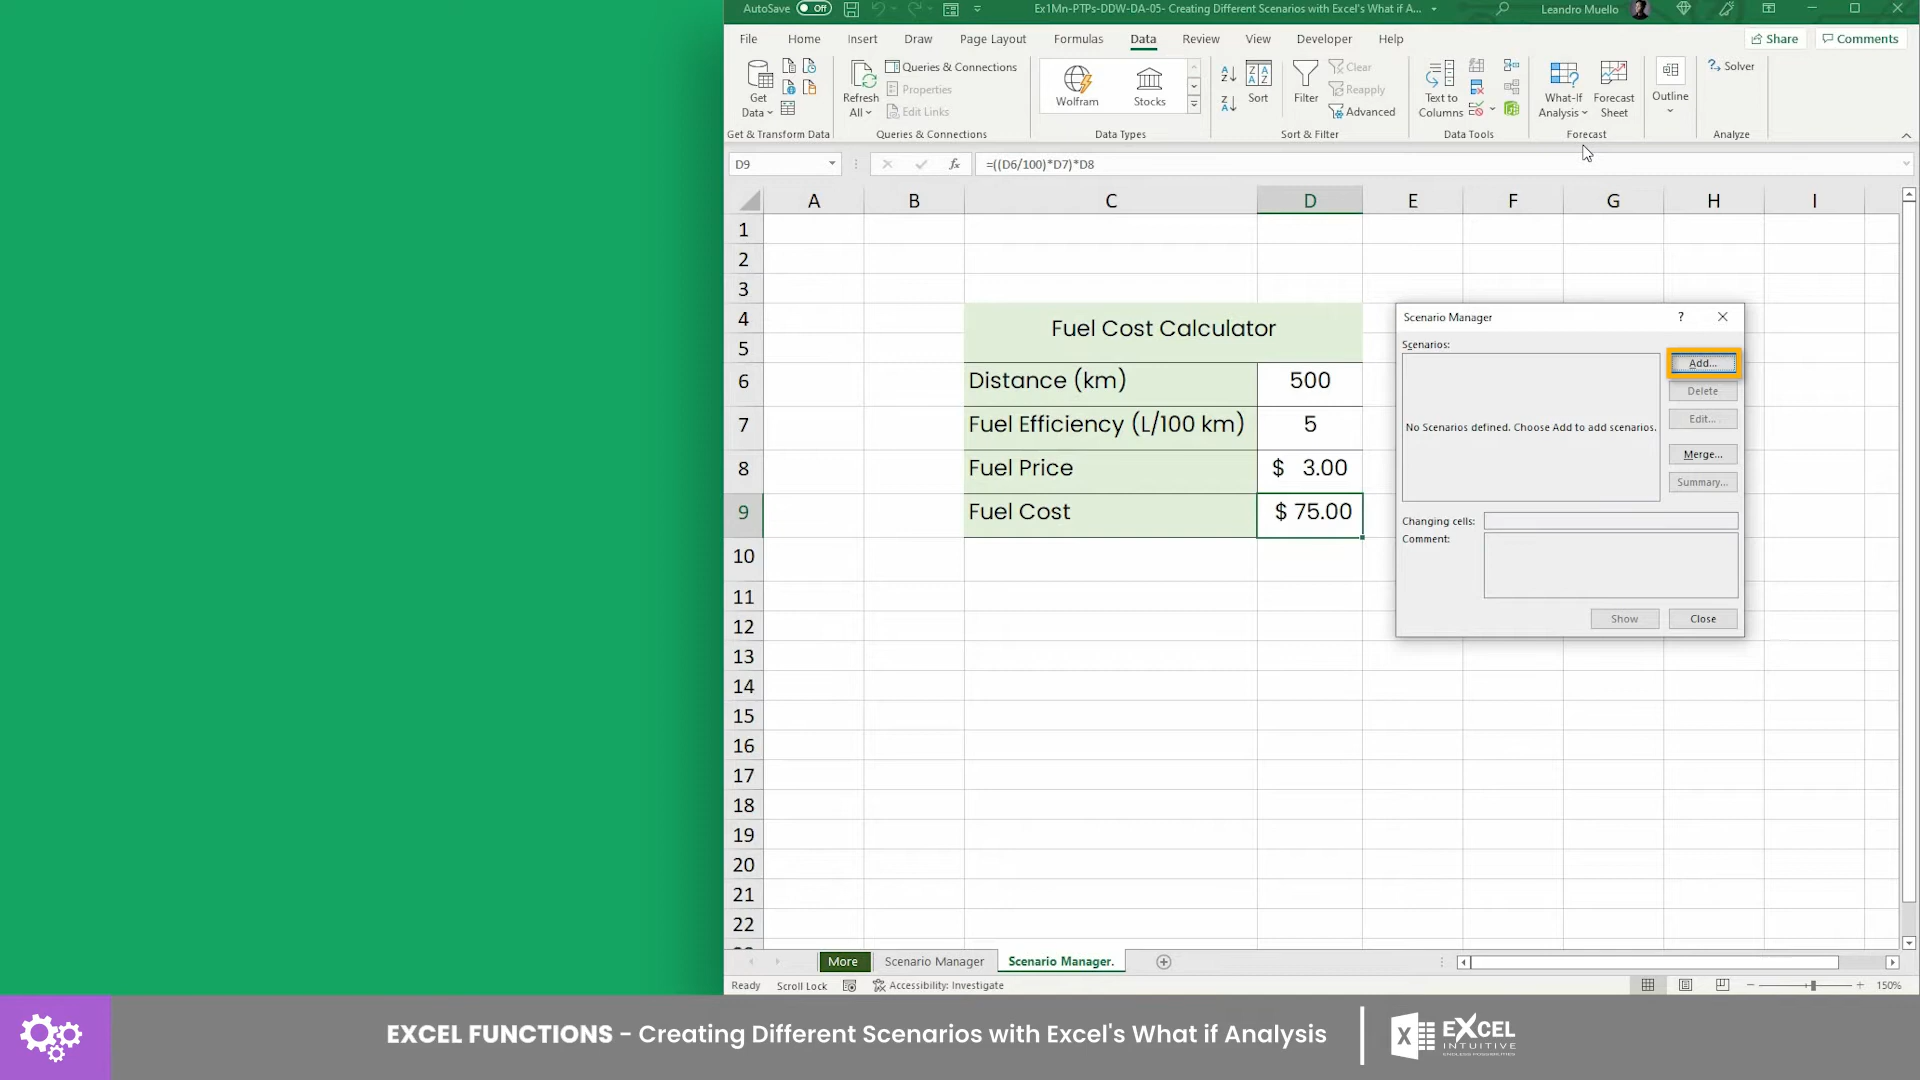 AutoSave Off Ex1Mn-PTPs-DDW-DA-05- Creating Different Scenarios with Excel's What if A... Leandro Muello
File Home Insert Draw Page Layout Formulas Data Review View Developer Help Share Comments
Get Data
Refresh All
Queries & Connections
Properties
Edit Links
Wolfram Stocks
Sort
Filter
Clear
Reapply
Advanced
Text to Columns
What-If Analysis
Forecast Sheet
Outline
Solver
Get & Transform Data Queries & Connections Data Types Sort & Filter Data Tools Forecast Analyze
D9 fx =((D6/100)*D7)*D8
A B C D E F G H I
1
2
3
4
5
6
7
8
9
10
11
12
13
14
15
16
17
18
19
20
21
22
Fuel Cost Calculator
Distance (km) 500
Fuel Efficiency (L/100 km) 5
Fuel Price $ 3.00
Fuel Cost $ 75.00
Scenario Manager ?
Scenarios:
No Scenarios defined. Choose Add to add scenarios.
Add...
Delete
Edit...
Merge...
Summary...
Changing cells:
Comment:
Show Close
More Scenario Manager Scenario Manager.
Ready Scroll Lock Accessibility: Investigate 150%
EXCEL FUNCTIONS - Creating Different Scenarios with Excel's What if Analysis
X EXCEL
INTUITIVE
ENDLESS POSSIBILITIES